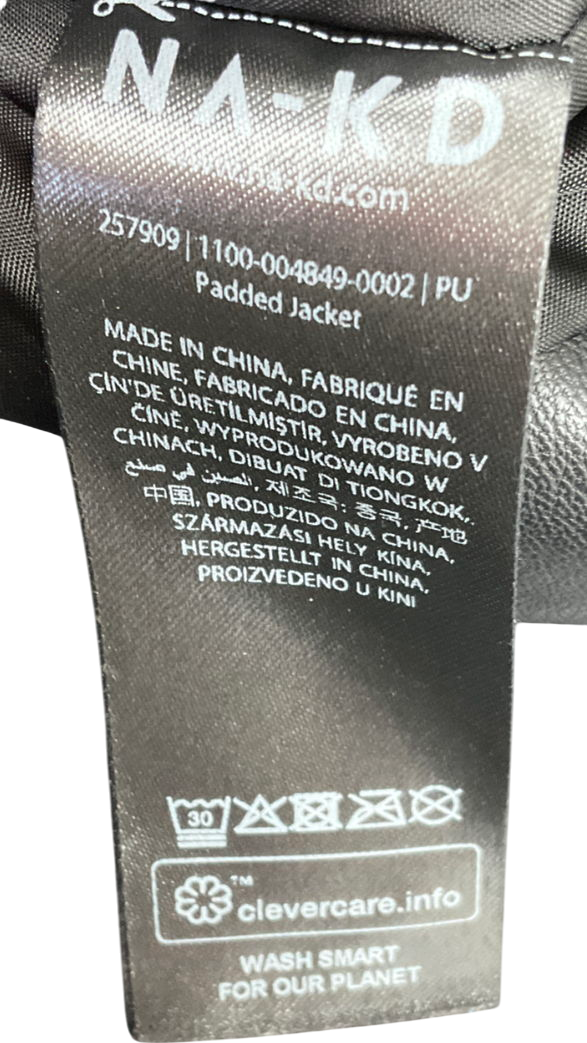 NA-KD
www.na-kd.com
257909 | 1100-004849-0002 | PU
Padded Jacket
MADE IN CHINA, FABRIQUÉ EN
CHINE, FABRICADO EN CHINA,
ÇİN'DE ÜRETİLMİŞTİR, VYROBENO V
ČÍNĚ, WYPRODUKOWANO W
CHINACH, DIBUAT DI TIONGKOK,
صنع في الصين, 제조국: 중국, 产地
中国, PRODUZIDO NA CHINA,
SZÁRMAZÁSI HELY KÍNA,
HERGESTELLT IN CHINA,
PROIZVEDENO U KINI
30
™ clevercare.info
WASH SMART
FOR OUR PLANET